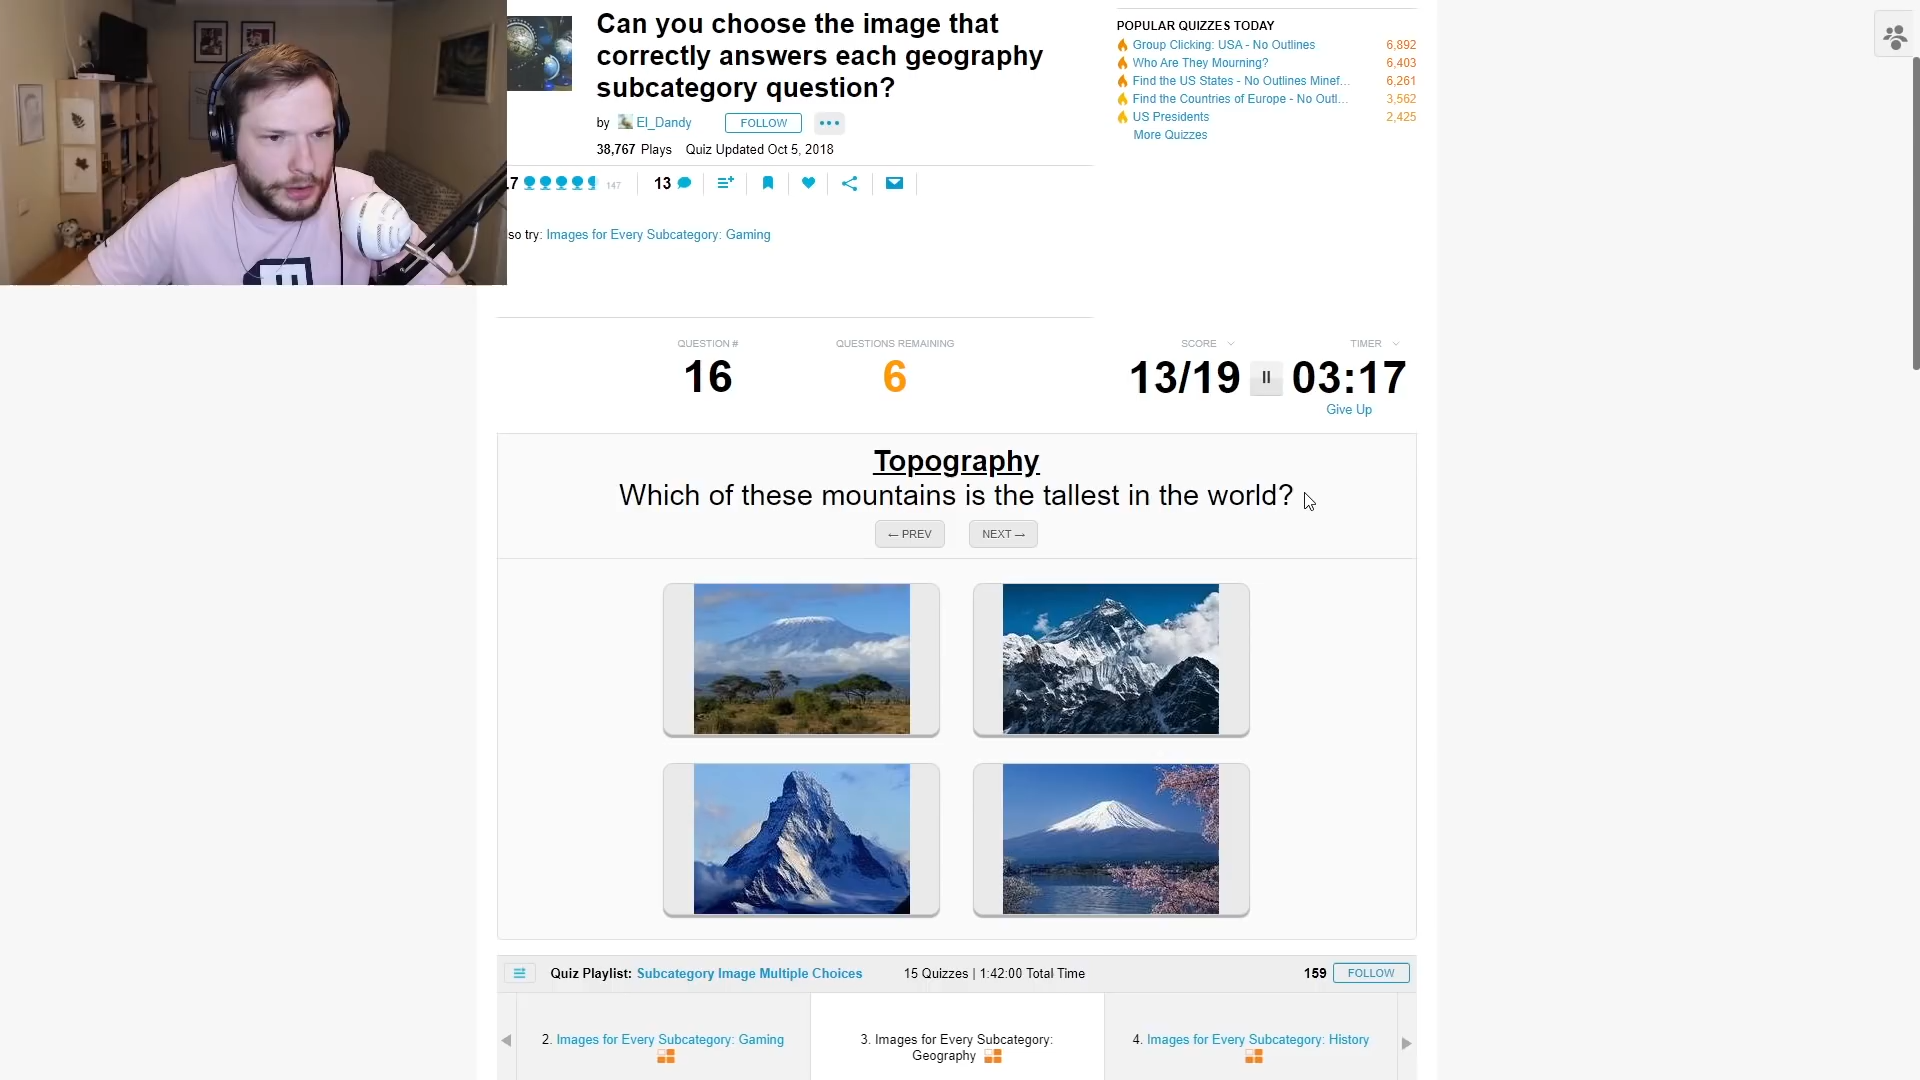 Can you choose the image that
correctly answers each geography
subcategory question?
by El_Dandy FOLLOW
38,767 Plays Quiz Updated Oct 5, 2018
.7 147 13
so try: Images for Every Subcategory: Gaming
POPULAR QUIZZES TODAY
Group Clicking: USA - No Outlines 6,892
Who Are They Mourning? 6,403
Find the US States - No Outlines Minef... 6,261
Find the Countries of Europe - No Outl... 3,562
US Presidents 2,425
More Quizzes
QUESTION # QUESTIONS REMAINING SCORE TIMER
16 6 13/19 03:17
Give Up
Topography
Which of these mountains is the tallest in the world?
← PREV NEXT →
Quiz Playlist: Subcategory Image Multiple Choices 15 Quizzes | 1:42:00 Total Time 159 FOLLOW
2. Images for Every Subcategory: Gaming
3. Images for Every Subcategory:
Geography
4. Images for Every Subcategory: History